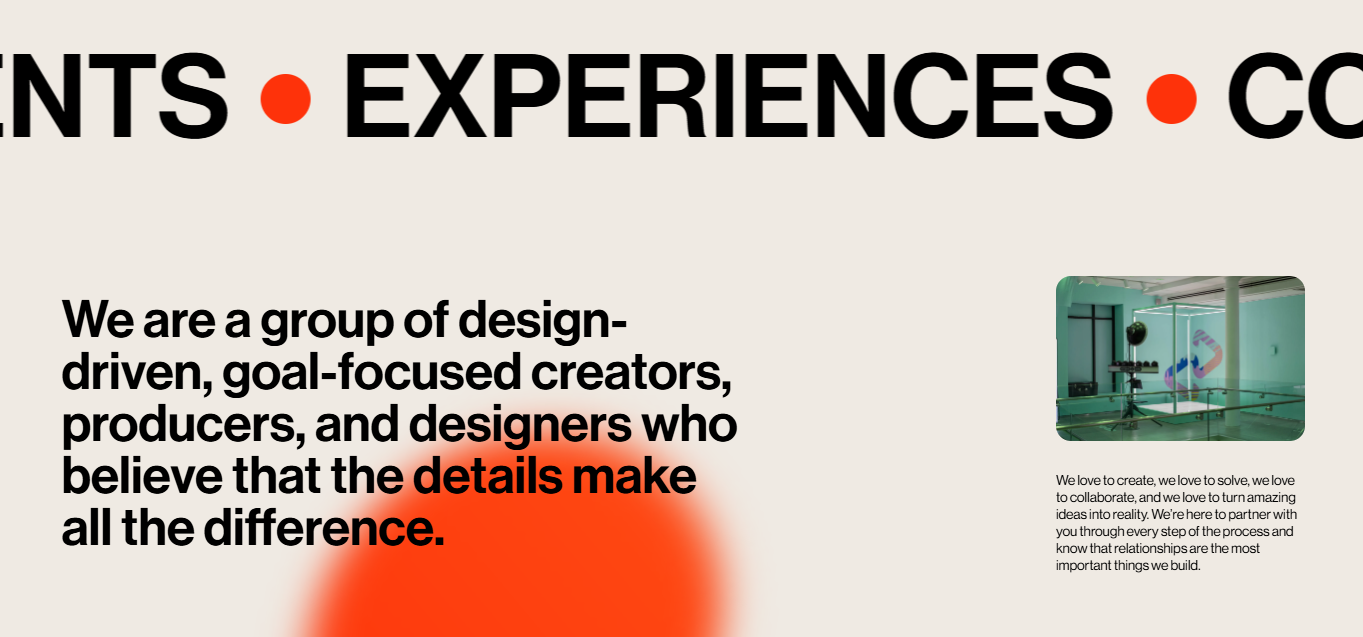 ENTS • EXPERIENCES • CO
We are a group of design-
driven, goal-focused creators,
producers, and designers who
believe that the details make
all the difference.
We love to create, we love to solve, we love
to collaborate, and we love to turn amazing
ideas into reality. We're here to partner with
you through every step of the process and
know that relationships are the most
important things we build.